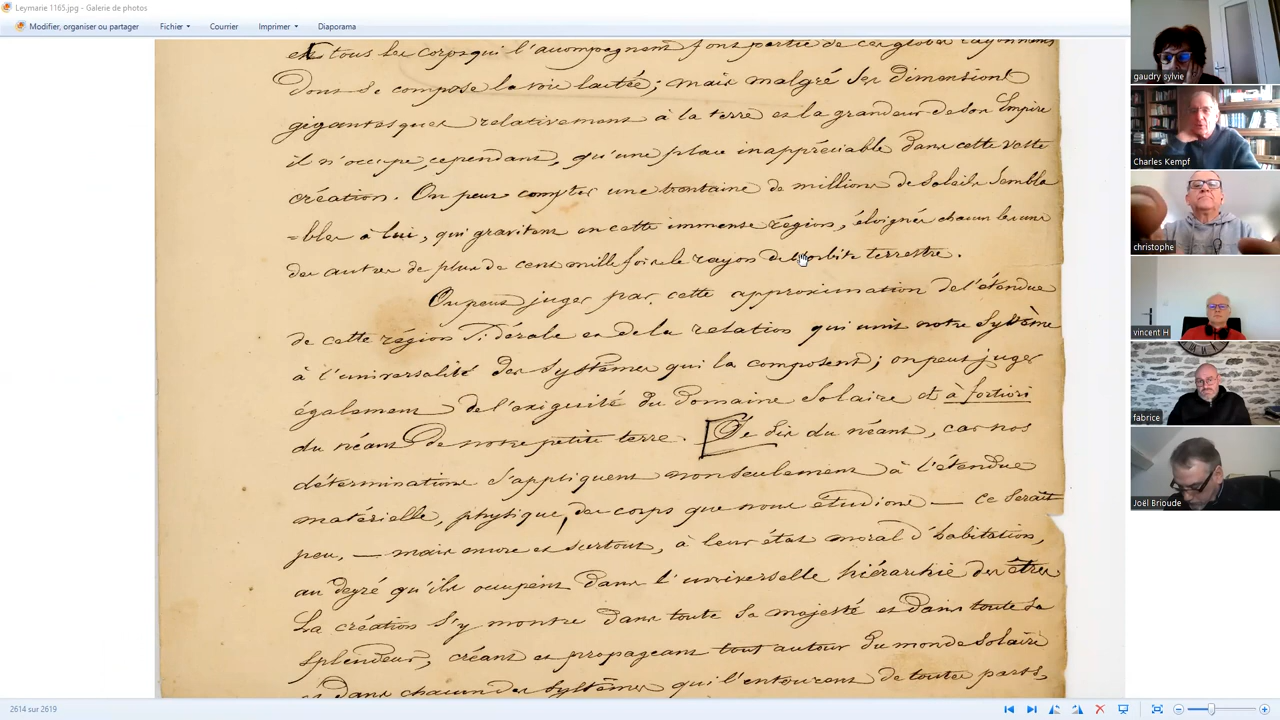 Leymarie 1165.jpg - Galerie de photos
Modifier, organiser ou partager Fichier Courrier Imprimer Diaporama
et tous les corps qui l'accompagnent font partie de ces globes rayonnans
Dont se compose la voie lactée; mais malgré ses dimensions
gigantesques relativement à la terre et la grandeur de son Empire
il n'occupe, cependant, qu'une place inappréciable dans cette vaste
création. On peut compter une trentaine de millions de Soleils Sembla
=bles à lui, qui gravitent en cette immense région, éloignés chacun les uns
des autres de plus de cent mille fois le rayon de l'orbite terrestre.
On peut juger par cette approximation de l'étendue
de cette région Sidérale et de la relation qui unit notre Système
à l'universalité des Systèmes qui la composent; on peut juger
également de l'exiguité du Domaine Solaire et à fortiori
du néant De notre petite terre. Je dis du néant, car nos
déterminations s'appliquent non seulement à l'étendue
matérielle, physique, des corps que nous étudions — ce serait
peu, — mais encore et surtout, à leur état moral d'habitation,
au degré qu'ils occupent dans l'universelle hiérarchie des êtres
La création s'y montre dans toute sa majesté et dans toute sa
splendeur, créant et propageant tout autour du monde Solaire
et dans chacun des Systèmes qui l'entourent de toutes parts,
2614 sur 2619
gaudry sylvie
Charles Kempf
christophe
vincent H
fabrice
Joël Brioude